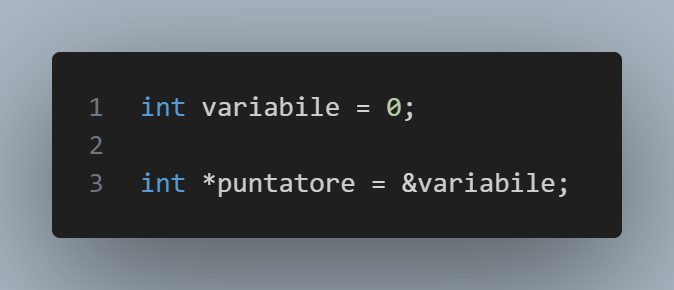 1 int variabile = 0;
2
3 int *puntatore = &variabile;